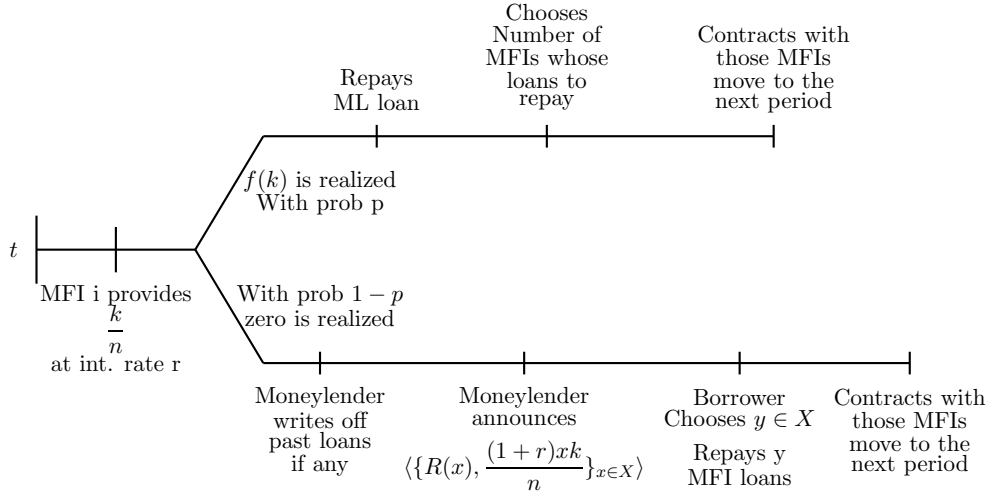 Repays
ML loan
Chooses
Number of
MFIs whose
loans to
repay
Contracts with
those MFIs
move to the
next period
f(k) is realized
With prob p
t
MFI i provides
k/n
at int. rate r
With prob 1 − p
zero is realized
Moneylender
writes off
past loans
if any
Moneylender
announces
⟨{R(x), (1 + r)xk/n}x∈X⟩
Borrower
Chooses y ∈ X
Repays y
MFI loans
Contracts with
those MFIs
move to the
next period